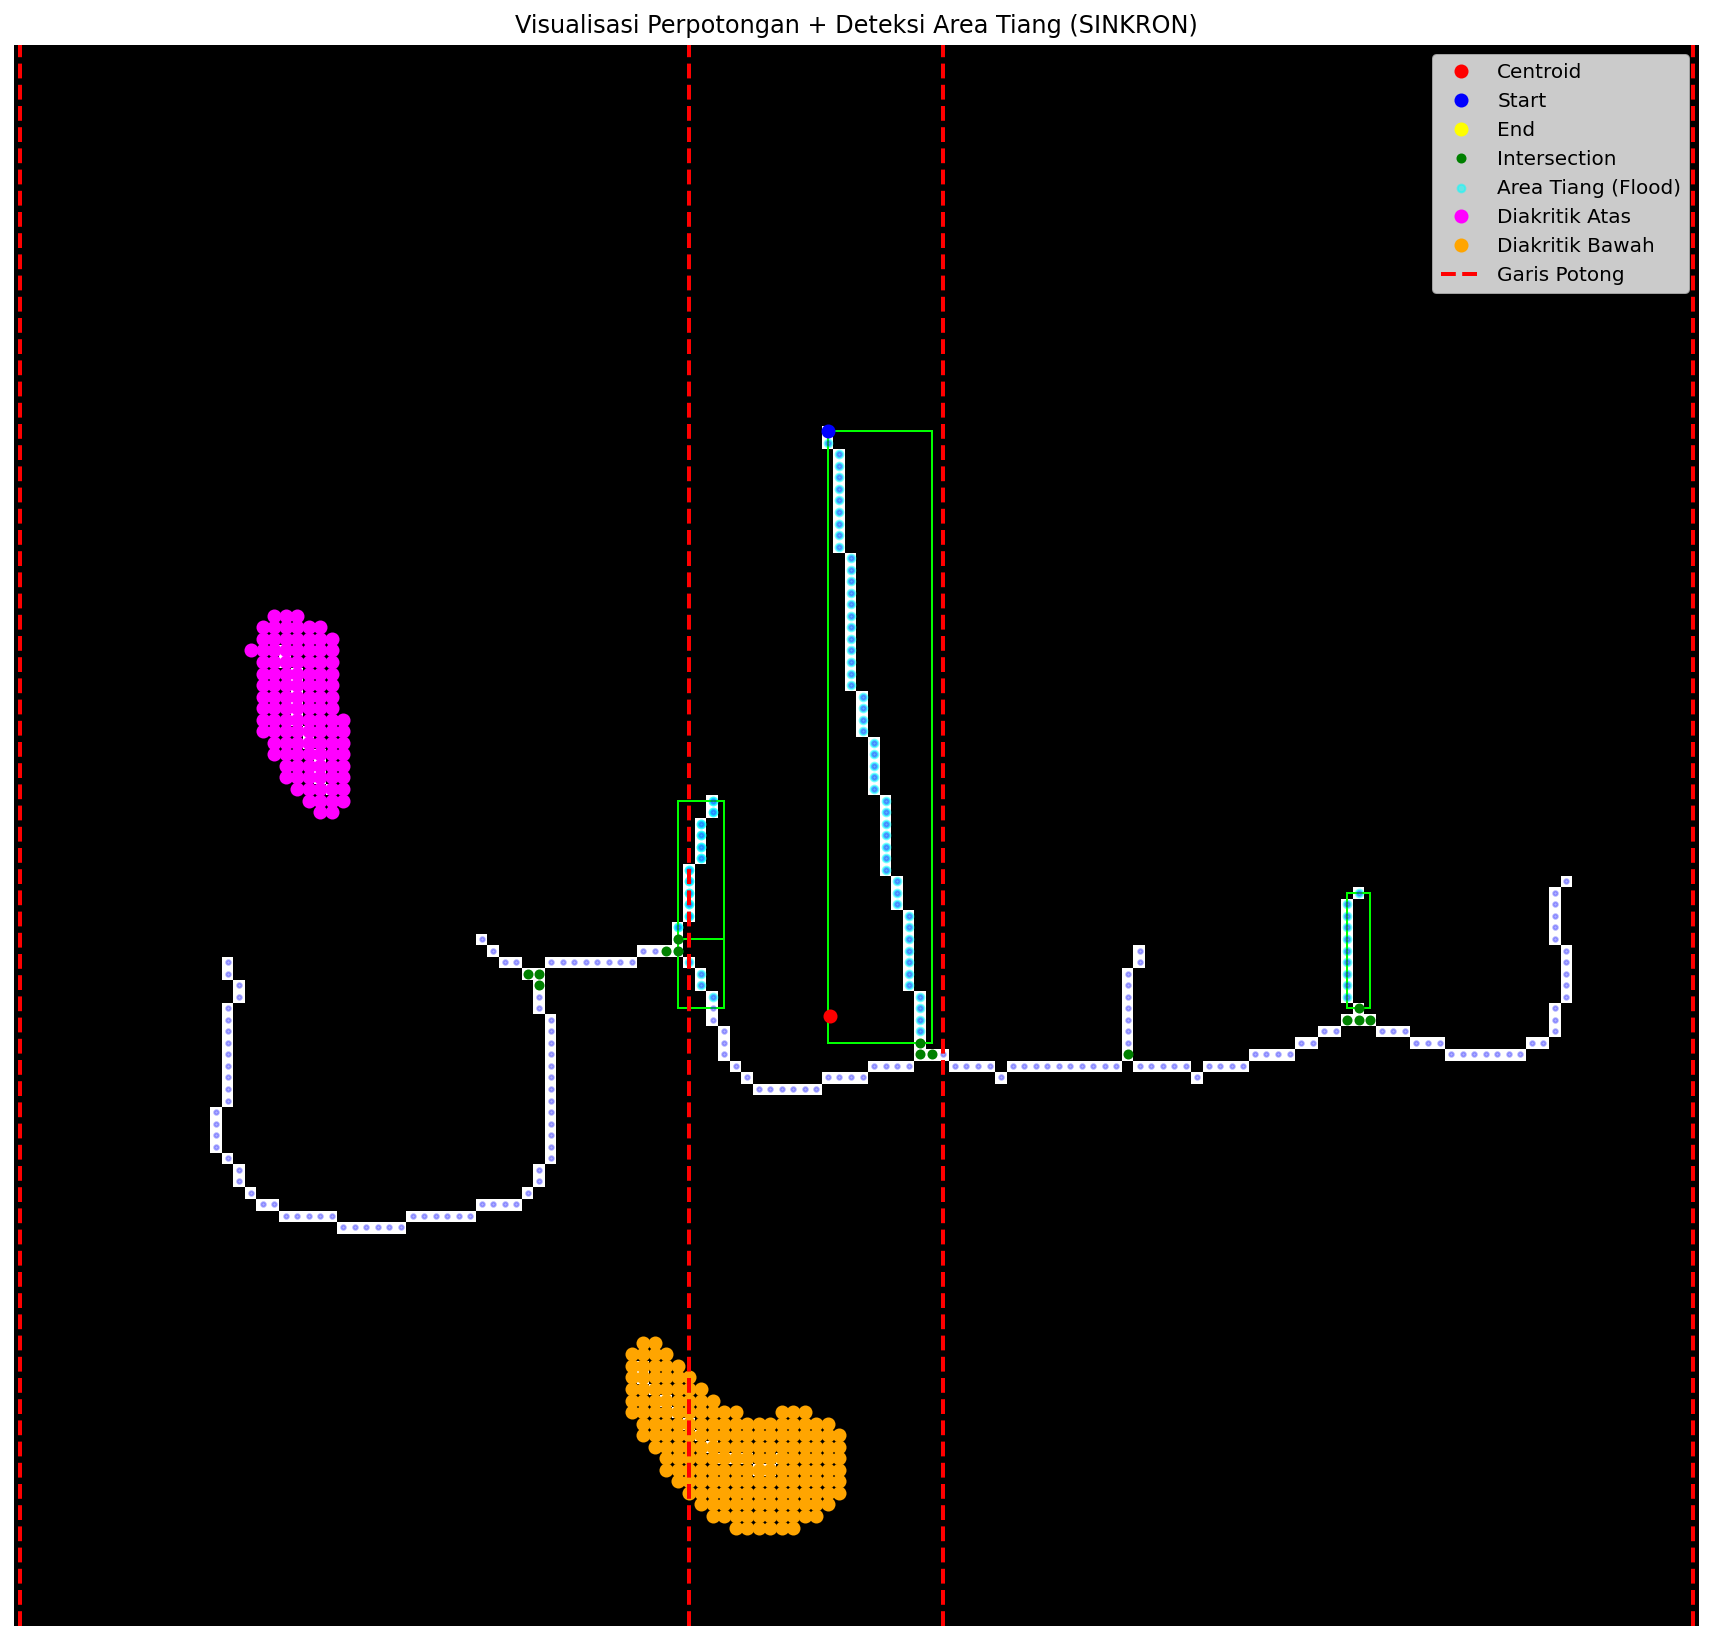 Visualisasi Perpotongan + Deteksi Area Tiang (SINKRON)
Centroid
Start
End
Intersection
Area Tiang (Flood)
Diakritik Atas
Diakritik Bawah
Garis Potong